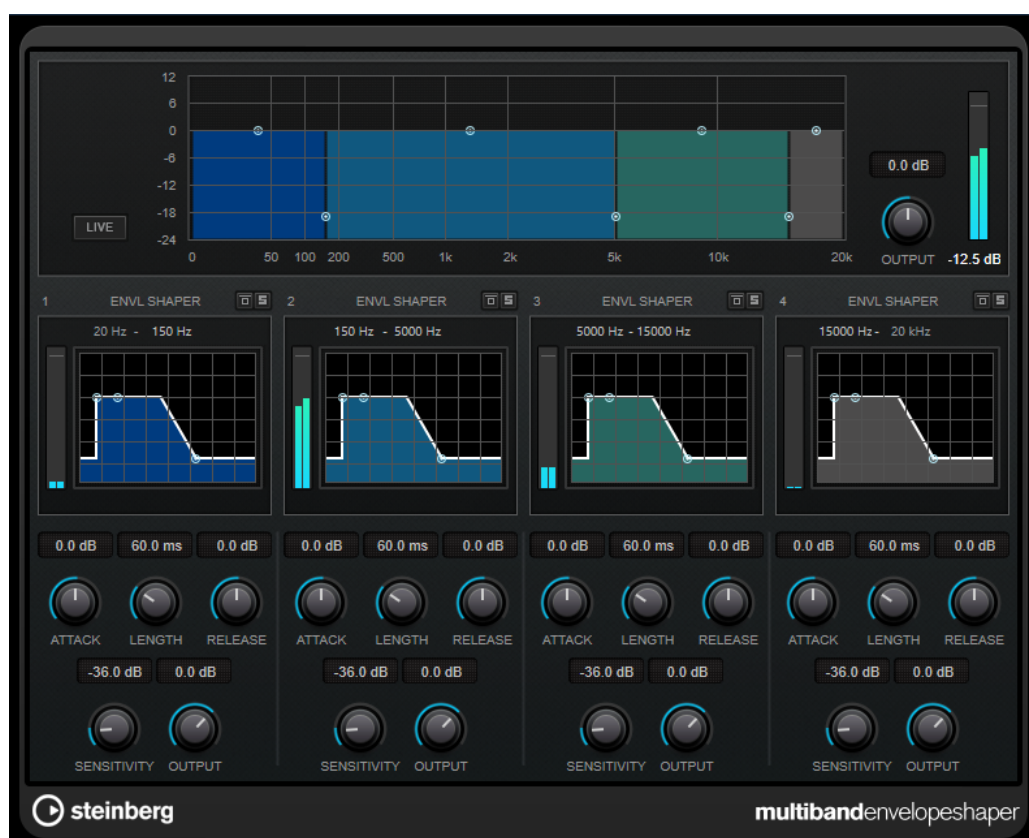 12
6
0
-6
-12
-18
-24
LIVE
0 50 100 200 500 1k 2k 5k 10k 20k
0.0 dB
OUTPUT -12.5 dB
1 ENVL SHAPER S 2 ENVL SHAPER S 3 ENVL SHAPER S 4 ENVL SHAPER S
20 Hz - 150 Hz 150 Hz - 5000 Hz 5000 Hz - 15000 Hz 15000 Hz - 20 kHz
0.0 dB 60.0 ms 0.0 dB 0.0 dB 60.0 ms 0.0 dB 0.0 dB 60.0 ms 0.0 dB 0.0 dB 60.0 ms 0.0 dB
ATTACK LENGTH RELEASE ATTACK LENGTH RELEASE ATTACK LENGTH RELEASE ATTACK LENGTH RELEASE
-36.0 dB 0.0 dB -36.0 dB 0.0 dB -36.0 dB 0.0 dB -36.0 dB 0.0 dB
SENSITIVITY OUTPUT SENSITIVITY OUTPUT SENSITIVITY OUTPUT SENSITIVITY OUTPUT
steinberg multibandenvelopeshaper